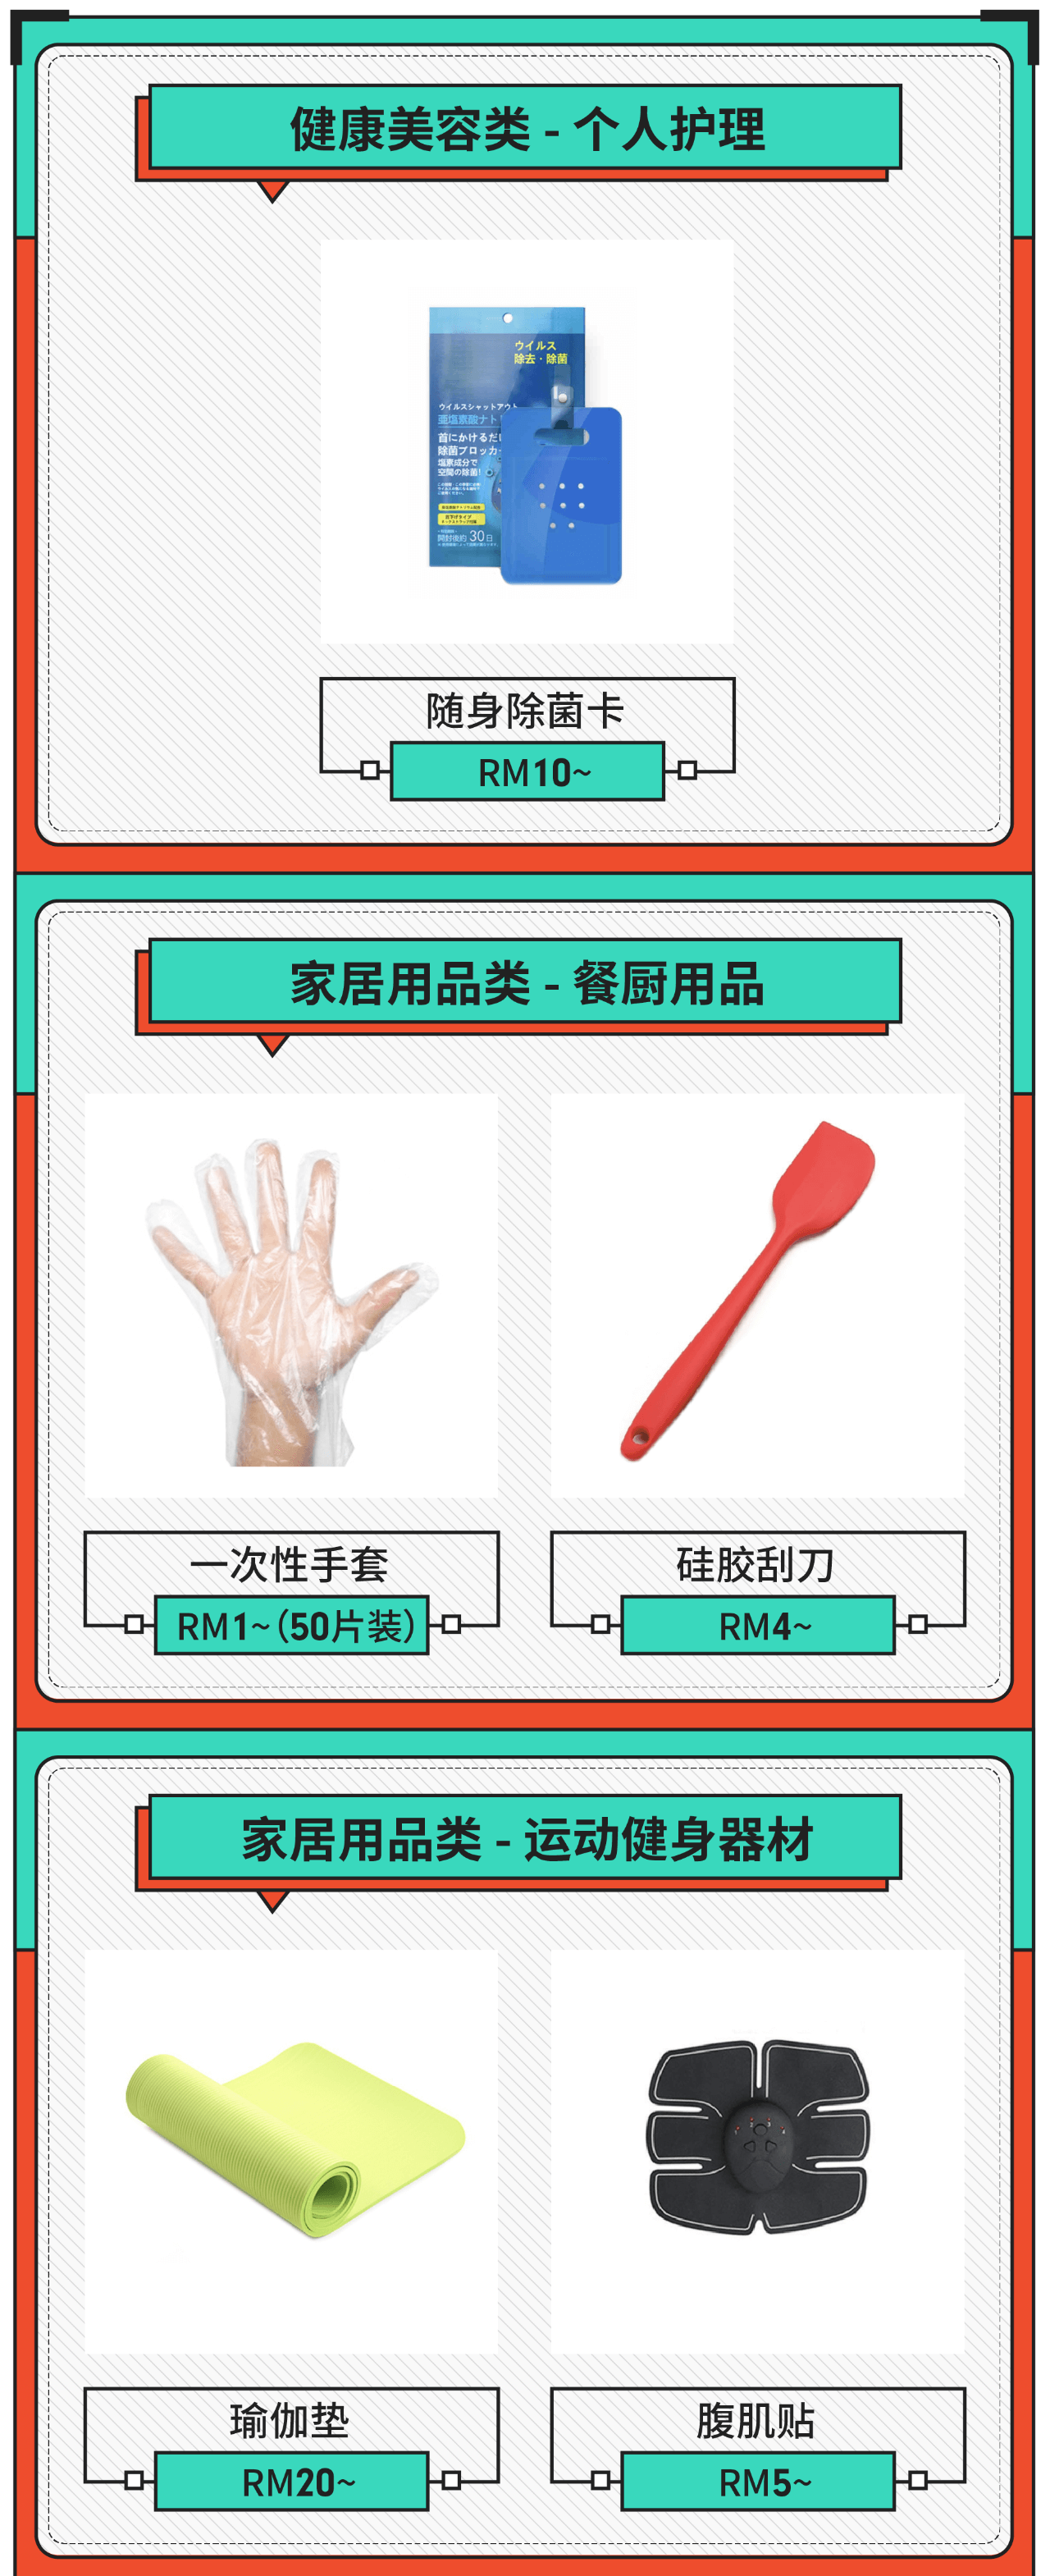 健康美容类 - 个人护理
ウイルス
除去・除菌
ウイルスシャットアウト
亜塩素酸ナト
首にかけるだけ
除菌ブロッカ
塩素成分で
空間の除菌!
開封後約 30日
随身除菌卡
RM10~
家居用品类 - 餐厨用品
一次性手套
硅胶刮刀
RM1~(50片装)
RM4~
家居用品类 - 运动健身器材
1 2 3 4
瑜伽垫
腹肌贴
RM20~
RM5~